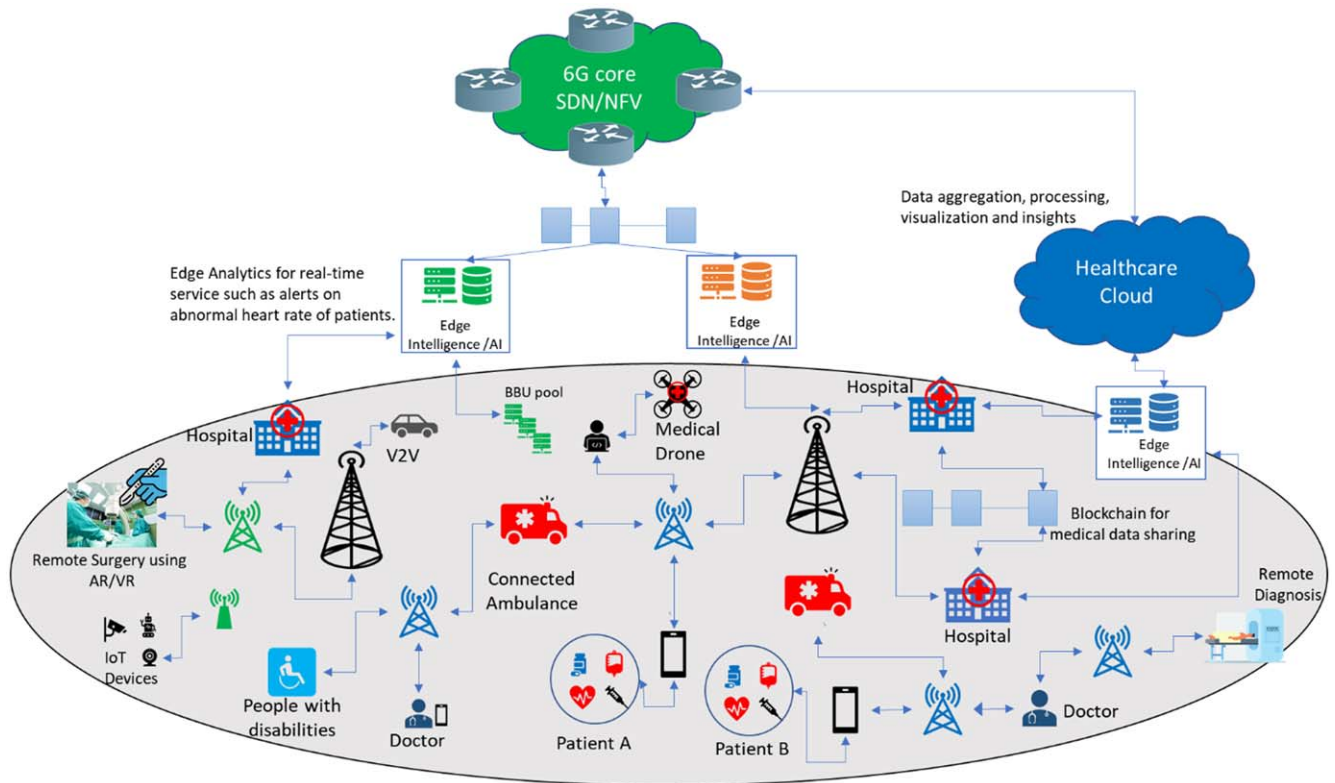 6G core
SDN/NFV
Data aggregation, processing,
visualization and insights
Healthcare
Cloud
Edge Analytics for real-time
service such as alerts on
abnormal heart rate of patients.
Edge
Intelligence /AI
Edge
Intelligence /AI
Edge
Intelligence /AI
Hospital
V2V
BBU pool
Medical
Drone
Hospital
Blockchain for
medical data sharing
Remote Surgery using
AR/VR
Connected
Ambulance
Hospital
Remote
Diagnosis
IoT
Devices
People with
disabilities
Doctor
Patient A
Patient B
Doctor